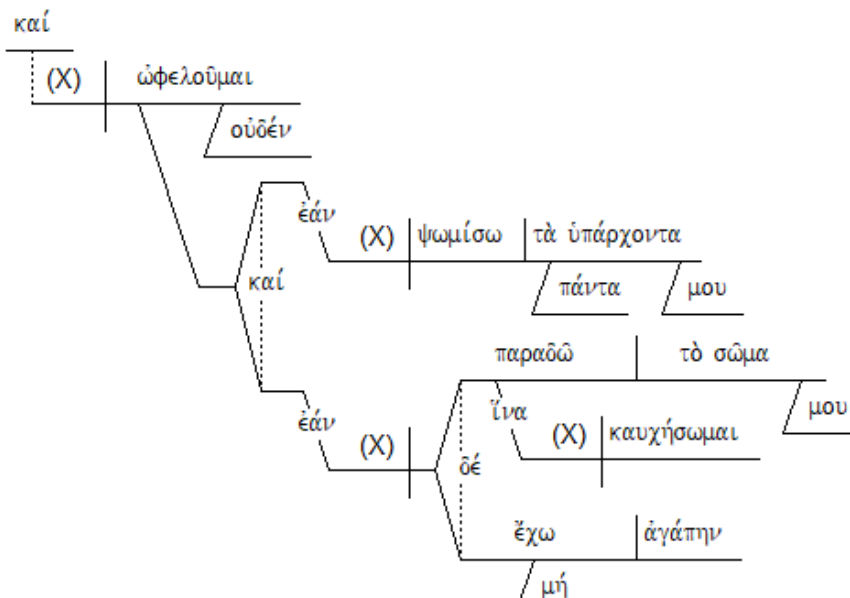 καί
(X) ὠφελοῦμαι
οὐδέν
ἐάν
(X) ψωμίσω τὰ ὑπάρχοντα
καί
πάντα μου
παραδῶ τὸ σῶμα
ἐάν
ἵνα
μου
(X)
(X) καυχήσωμαι
δέ
ἔχω ἀγάπην
μή